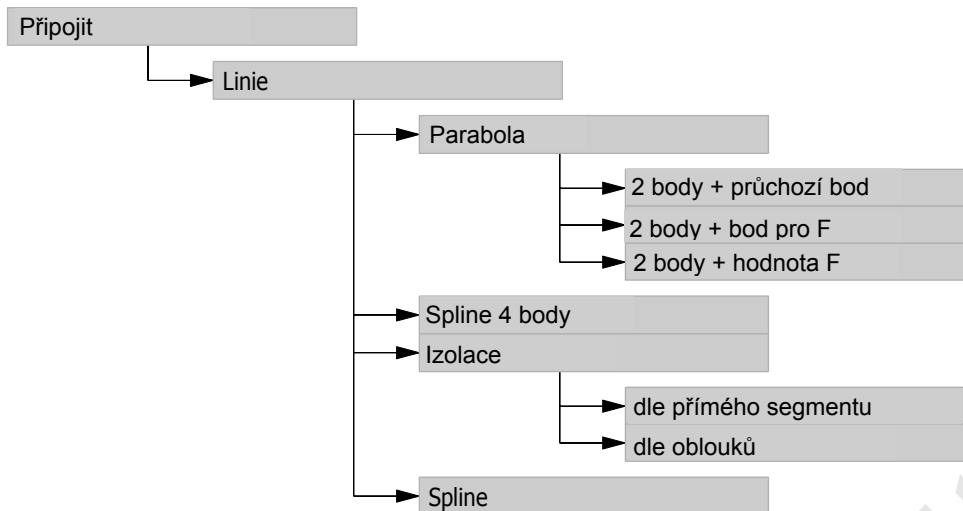 Připojit
Linie
Parabola
2 body + průchozí bod
2 body + bod pro F
2 body + hodnota F
Spline 4 body
Izolace
dle přímého segmentu
dle oblouků
Spline